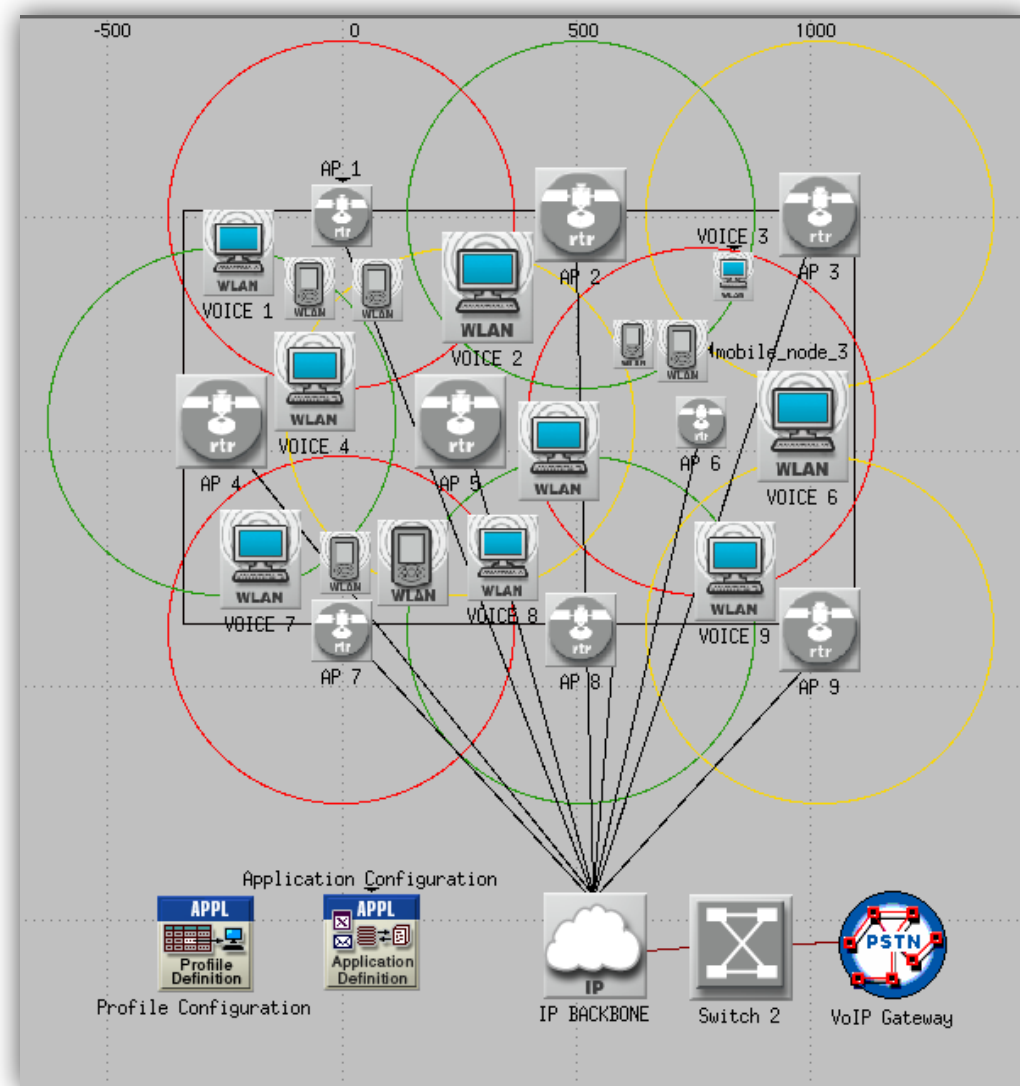 -500 0 500 1000
AP 1
rtr
rtr
rtr
VOICE 3
AP 2
AP 3
WLAN
WLAN
WLAN
WLAN
WLAN
VOICE 1
VOICE 2
WLAN
WLAN
mobile_node_3
WLAN
VOICE 4
rtr
rtr
rtr
AP 4
AP 5
AP 6
WLAN
WLAN
VOICE 6
WLAN
WLAN
WLAN
WLAN
WLAN
VOICE 7
VOICE 8
VOICE 9
rtr
rtr
rtr
AP 7
AP 8
AP 9
Application Configuration
APPL
Profile
Definition
APPL
Application
Definition
Profile Configuration
IP
IP BACKBONE
Switch 2
PSTN
VoIP Gateway